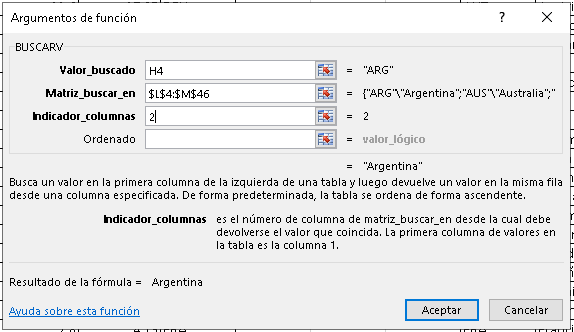 Argumentos de función
BUSCARV
Valor_buscado H4 = "ARG"
Matriz_buscar_en $L$4:$M$46 = {"ARG"\"Argentina";"AUS"\"Australia";"
Indicador_columnas 2 = 2
Ordenado = valor_lógico
= "Argentina"
Busca un valor en la primera columna de la izquierda de una tabla y luego devuelve un valor en la misma fila
desde una columna especificada. De forma predeterminada, la tabla se ordena de forma ascendente.
Indicador_columnas es el número de columna de matriz_buscar_en desde la cual debe
devolverse el valor que coincida. La primera columna de valores en
la tabla es la columna 1.
Resultado de la fórmula = Argentina
Ayuda sobre esta función
Aceptar Cancelar